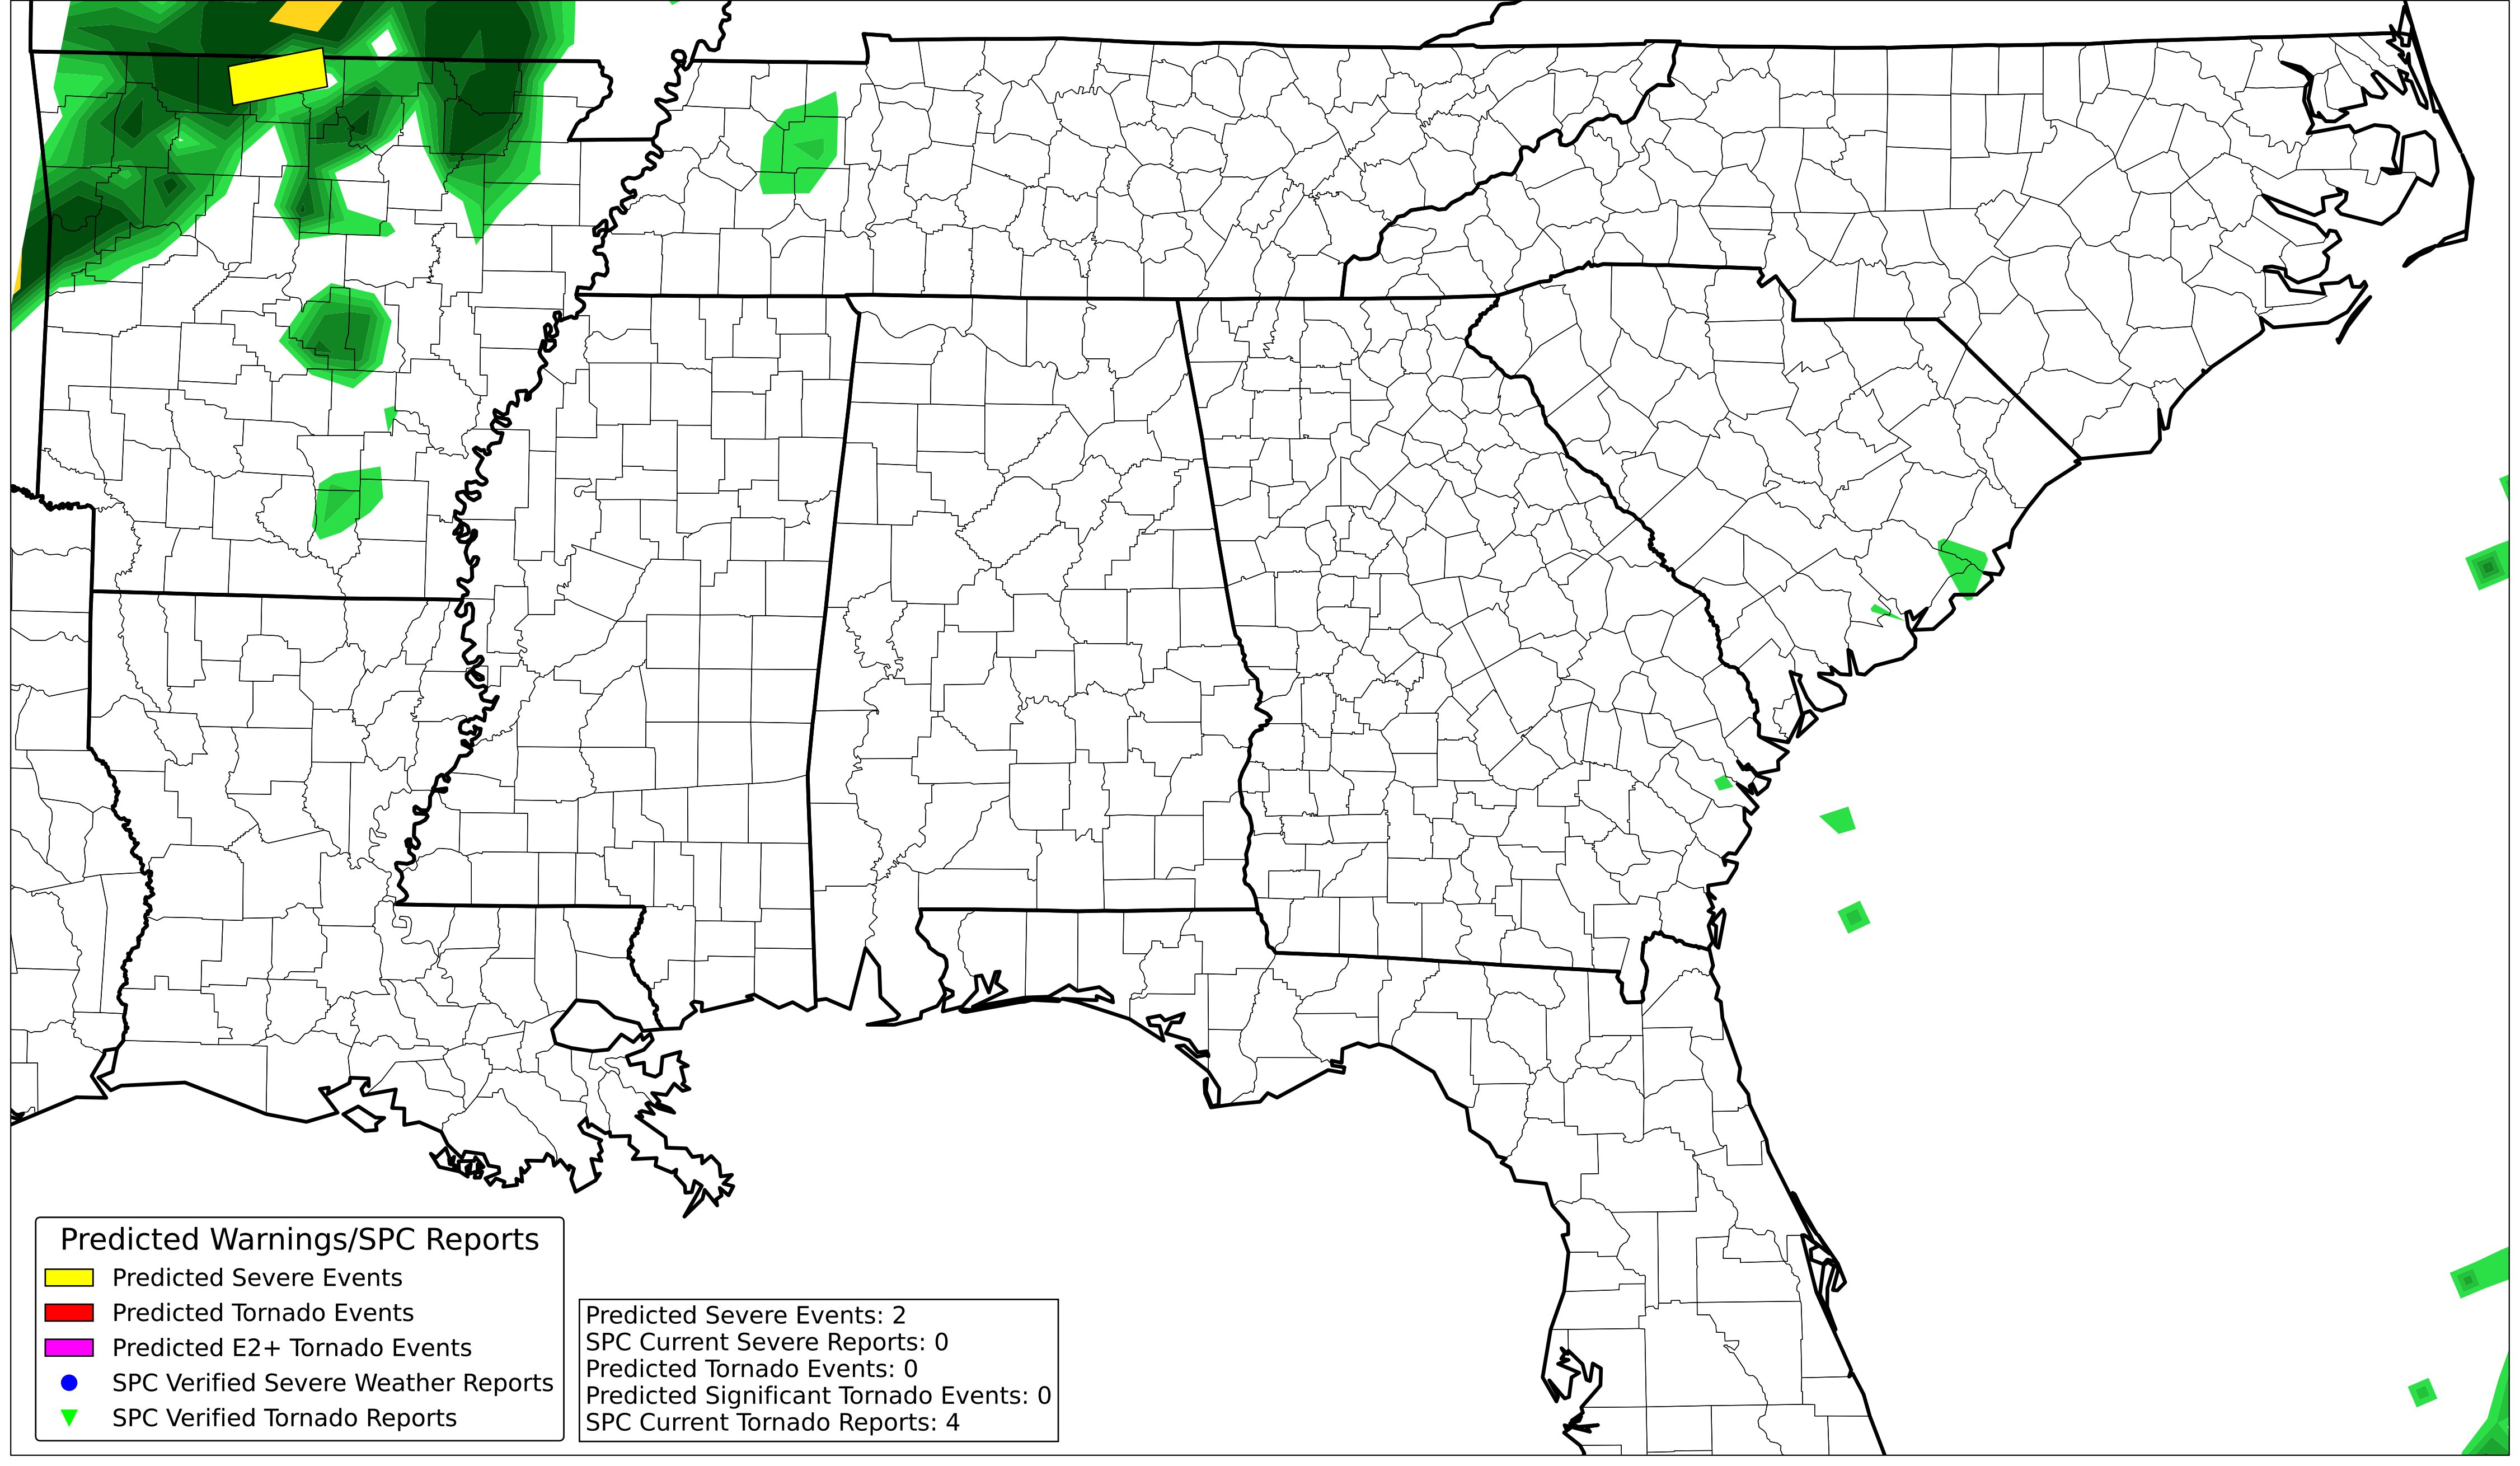 Predicted Warnings/SPC Reports
Predicted Severe Events
Predicted Tornado Events
Predicted E2+ Tornado Events
SPC Verified Severe Weather Reports
SPC Verified Tornado Reports
Predicted Severe Events: 2
SPC Current Severe Reports: 0
Predicted Tornado Events: 0
Predicted Significant Tornado Events: 0
SPC Current Tornado Reports: 4